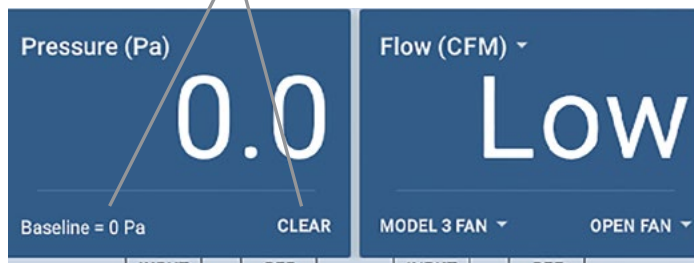 Pressure (Pa)
0.0
Baseline = 0 Pa
CLEAR
Flow (CFM)
Low
MODEL 3 FAN
OPEN FAN